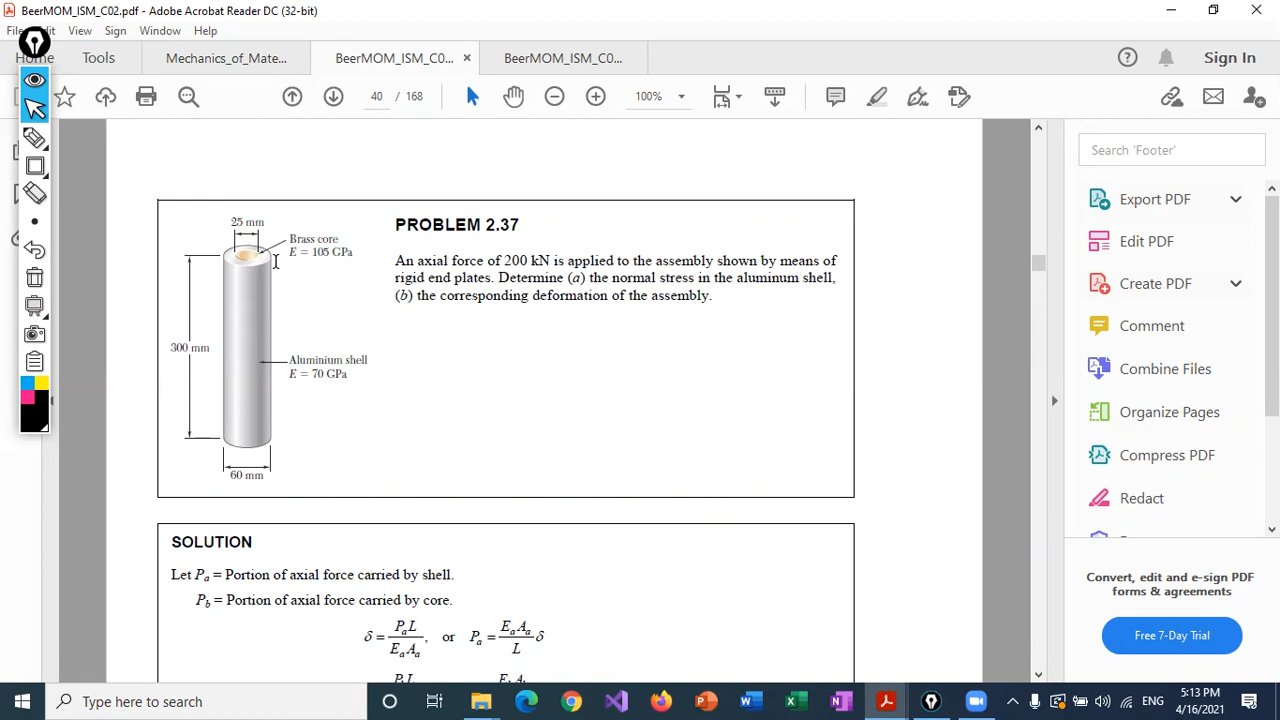 BeerMOM_ISM_C02.pdf - Adobe Acrobat Reader DC (32-bit)
File Edit View Sign Window Help
Home Tools Mechanics_of_Mate... BeerMOM_ISM_C0... × BeerMOM_ISM_C0... Sign In
40 / 168 100%
25 mm
Brass core
E = 105 GPa
300 mm
Aluminium shell
E = 70 GPa
60 mm
PROBLEM 2.37
An axial force of 200 kN is applied to the assembly shown by means of
rigid end plates. Determine (a) the normal stress in the aluminum shell,
(b) the corresponding deformation of the assembly.
SOLUTION
Let Pa = Portion of axial force carried by shell.
Pb = Portion of axial force carried by core.
δ = PaL / EaAa, or Pa = EaAa / L δ
Search 'Footer'
Export PDF
Edit PDF
Create PDF
Comment
Combine Files
Organize Pages
Compress PDF
Redact
Convert, edit and e-sign PDF
forms & agreements
Free 7-Day Trial
Type here to search
ENG
5:13 PM
4/16/2021